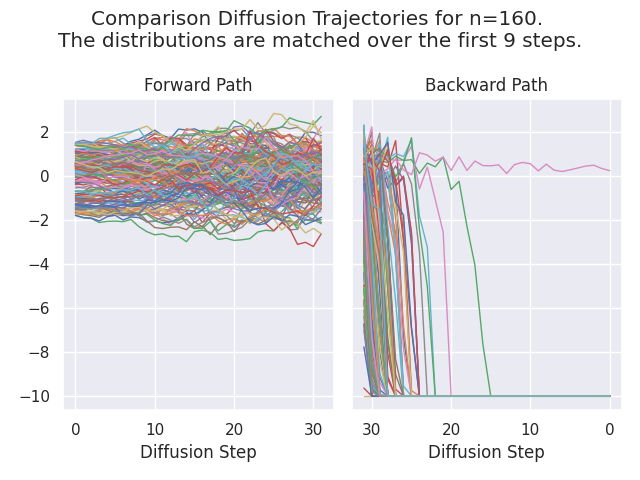 Comparison Diffusion Trajectories for n=160.
The distributions are matched over the first 9 steps.
Forward Path
Backward Path
2
0
−2
−4
−6
−8
−10
0
10
20
30
30
20
10
0
Diffusion Step
Diffusion Step